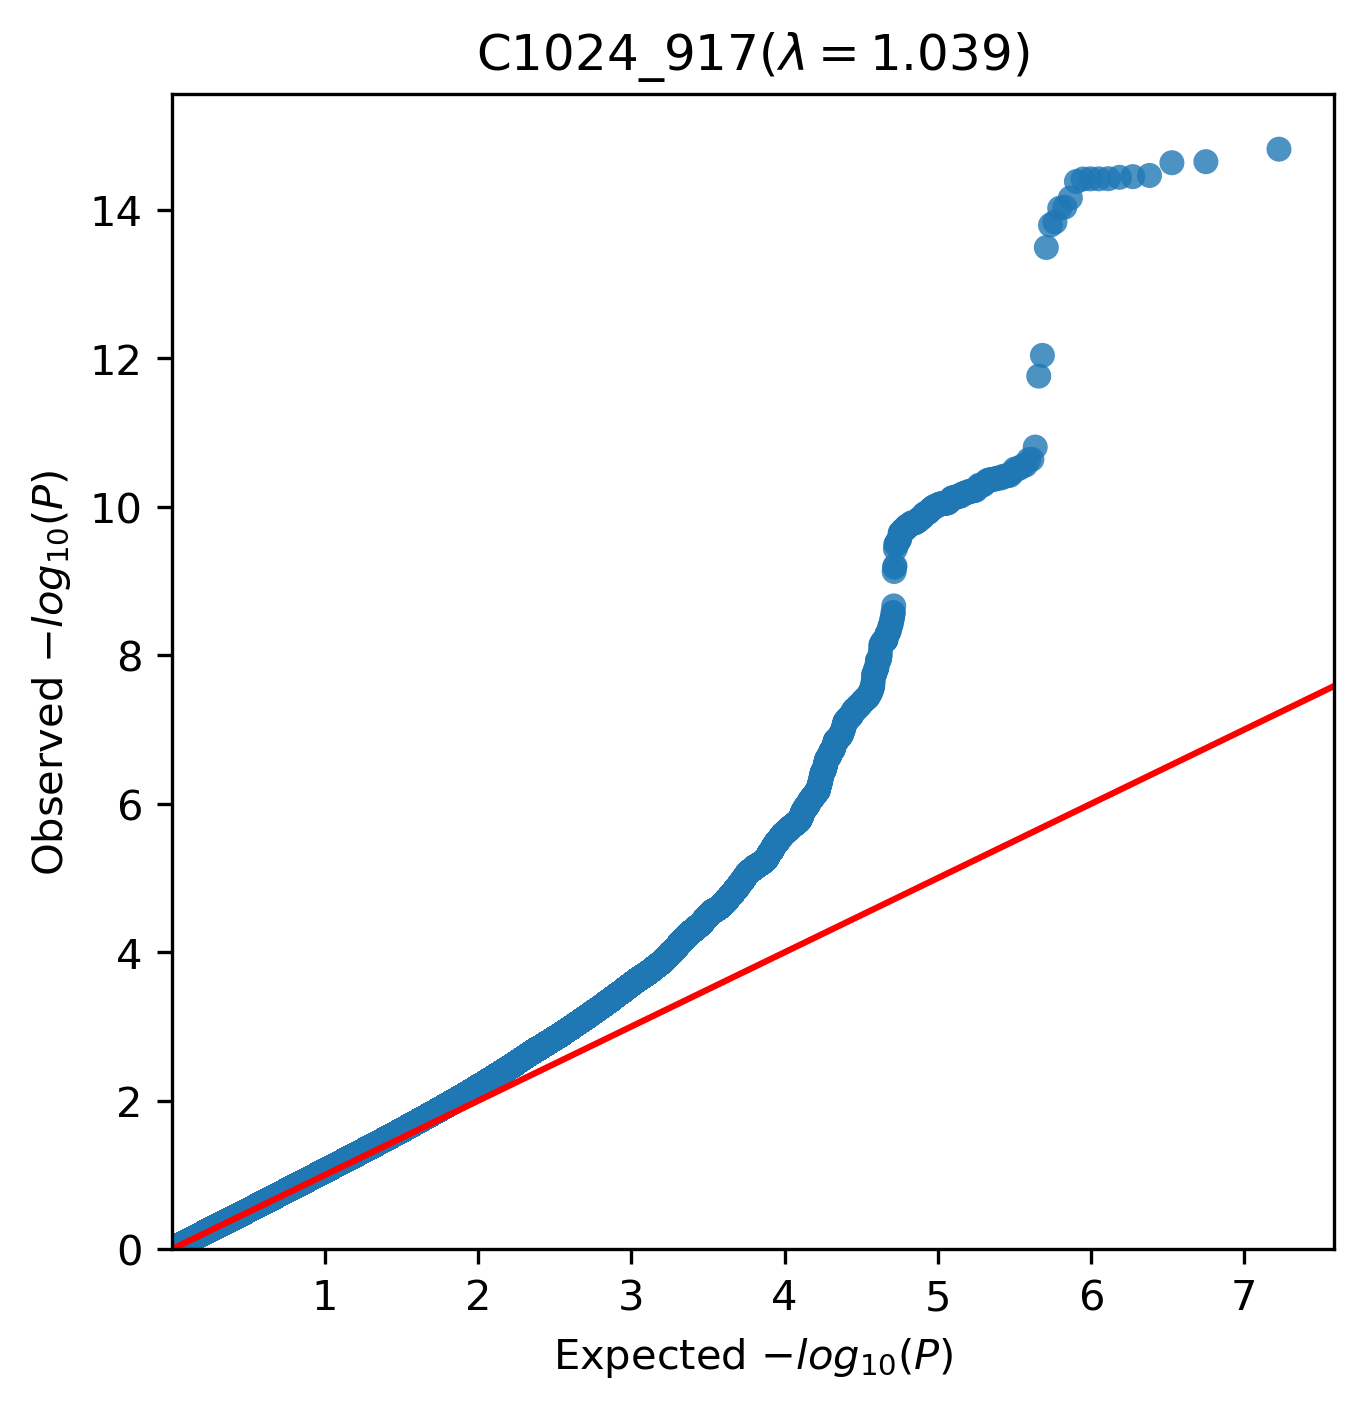 C1024_917(λ = 1.039)
14
12
10
8
6
4
2
0
Observed −log₁₀(P)
1 2 3 4 5 6 7
Expected −log₁₀(P)